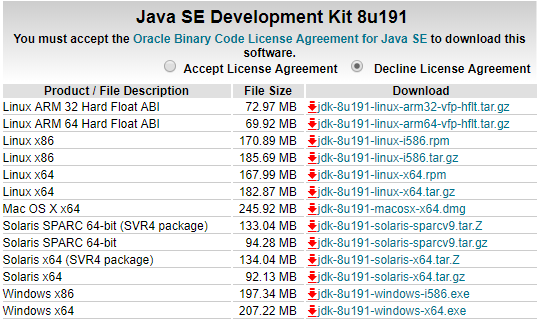 Java SE Development Kit 8u191
You must accept the Oracle Binary Code License Agreement for Java SE to download this
software.
Accept License Agreement Decline License Agreement
Product / File Description File Size Download
Linux ARM 32 Hard Float ABI 72.97 MB jdk-8u191-linux-arm32-vfp-hflt.tar.gz
Linux ARM 64 Hard Float ABI 69.92 MB jdk-8u191-linux-arm64-vfp-hflt.tar.gz
Linux x86 170.89 MB jdk-8u191-linux-i586.rpm
Linux x86 185.69 MB jdk-8u191-linux-i586.tar.gz
Linux x64 167.99 MB jdk-8u191-linux-x64.rpm
Linux x64 182.87 MB jdk-8u191-linux-x64.tar.gz
Mac OS X x64 245.92 MB jdk-8u191-macosx-x64.dmg
Solaris SPARC 64-bit (SVR4 package) 133.04 MB jdk-8u191-solaris-sparcv9.tar.Z
Solaris SPARC 64-bit 94.28 MB jdk-8u191-solaris-sparcv9.tar.gz
Solaris x64 (SVR4 package) 134.04 MB jdk-8u191-solaris-x64.tar.Z
Solaris x64 92.13 MB jdk-8u191-solaris-x64.tar.gz
Windows x86 197.34 MB jdk-8u191-windows-i586.exe
Windows x64 207.22 MB jdk-8u191-windows-x64.exe